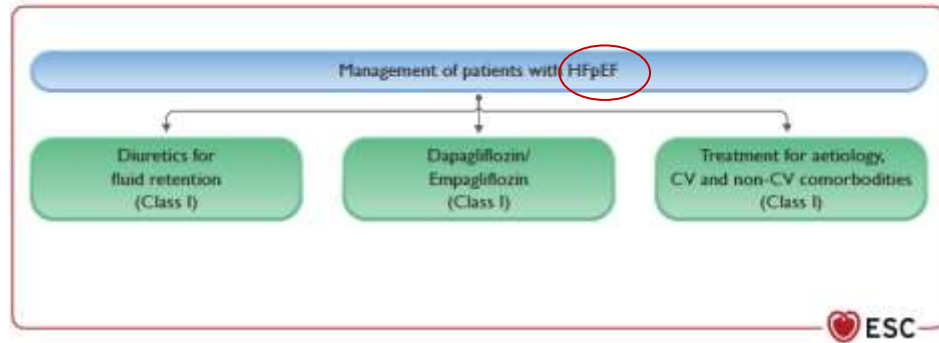 Management of patients with HFpEF
Diuretics for
fluid retention
(Class I)
Dapagliflozin/
Empagliflozin
(Class I)
Treatment for aetiology,
CV and non-CV comorbodities
(Class I)
ESC